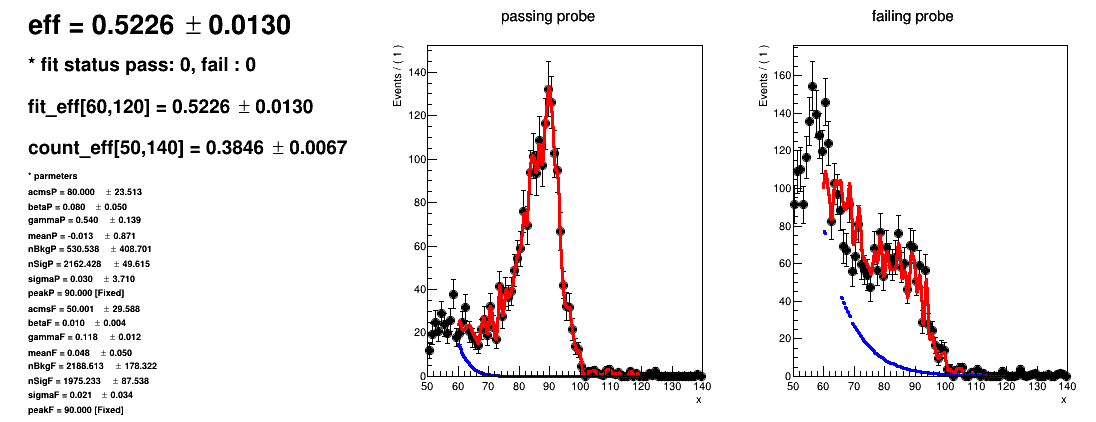 eff = 0.5226 ± 0.0130
* fit status pass: 0, fail : 0
fit_eff[60,120] = 0.5226 ± 0.0130
count_eff[50,140] = 0.3846 ± 0.0067
* parmeters
acmsP = 80.000 ± 23.513
betaP = 0.080 ± 0.050
gammaP = 0.540 ± 0.139
meanP = -0.013 ± 0.871
nBkgP = 530.538 ± 408.701
nSigP = 2162.428 ± 49.615
sigmaP = 0.030 ± 3.710
peakP = 90.000 [Fixed]
acmsF = 50.001 ± 29.588
betaF = 0.010 ± 0.004
gammaF = 0.118 ± 0.012
meanF = 0.048 ± 0.050
nBkgF = 2188.613 ± 178.322
nSigF = 1975.233 ± 87.538
sigmaF = 0.021 ± 0.034
peakF = 90.000 [Fixed]
passing probe
Events / ( 1 )
140
120
100
80
60
40
20
0
50 60 70 80 90 100 110 120 130 140
x
failing probe
Events / ( 1 )
160
140
120
100
80
60
40
20
0
50 60 70 80 90 100 110 120 130 140
x